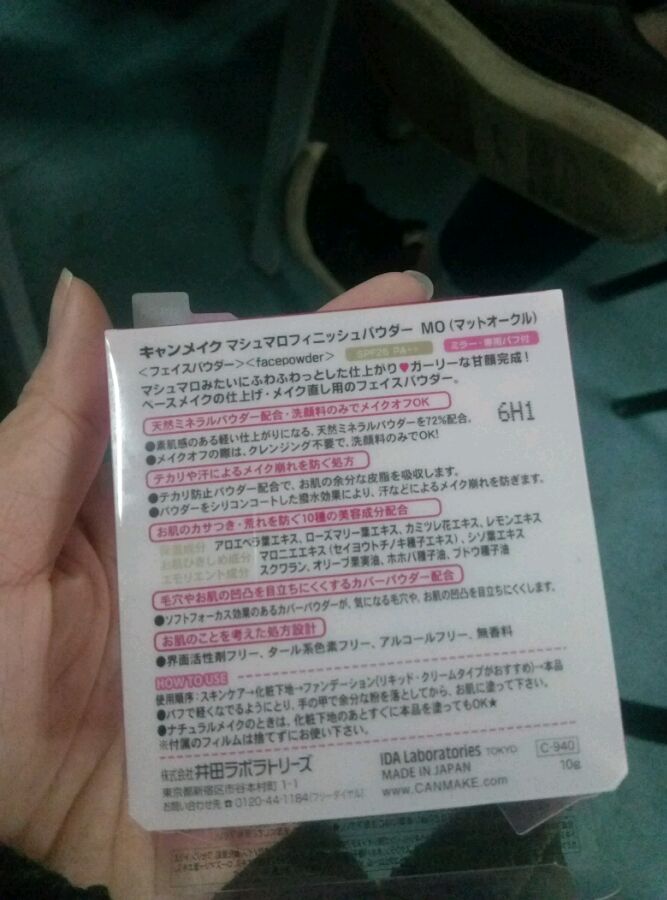 キャンメイク マシュマロフィニッシュパウダー MO (マットオークル)
<フェイスパウダー><facepowder> SPF26 PA++ ミラー・専用パフ付
マシュマロみたいにふわふわっとした仕上がり♥ガーリーな甘顔完成!
ベースメイクの仕上げ・メイク直し用のフェイスパウダー。
天然ミネラルパウダー配合・洗顔料のみでメイクオフOK
6H1
●素肌感のある軽い仕上がりになる、天然ミネラルパウダーを72%配合。
●メイクオフの際は、クレンジング不要で、洗顔料のみでOK!
テカリや汗によるメイク崩れを防ぐ処方
●テカリ防止パウダー配合で、お肌の余分な皮脂を吸収します。
●パウダーをシリコンコートした撥水効果により、汗などによるメイク崩れを防ぎます。
お肌のカサつき・荒れを防ぐ10種の美容成分配合
保湿成分 アロエベラ葉エキス、ローズマリー葉エキス、カミツレ花エキス、レモンエキス
お肌ひきしめ成分 マロニエエキス (セイヨウトチノキ種子エキス)、シソ葉エキス
エモリエント成分 スクワラン、オリーブ果実油、ホホバ種子油、ブドウ種子油
毛穴やお肌の凹凸を目立ちにくくするカバーパウダー配合
●ソフトフォーカス効果のあるカバーパウダーが、気になる毛穴や、お肌の凹凸を目立ちにくくします。
お肌のことを考えた処方設計
●界面活性剤フリー、タール系色素フリー、アルコールフリー、無香料
HOW TO USE
使用順序:スキンケア→化粧下地→ファンデーション(リキッド・クリームタイプがおすすめ)→本品
●パフで軽くなでるようにとり、手の甲で余分な粉を落としてから、お肌に塗って下さい。
●ナチュラルメイクのときは、化粧下地のあとすぐに本品を塗ってもOK★
※付属のフィルムは捨てずにお使い下さい。
株式会社 井田ラボラトリーズ
東京都新宿区市谷本村町 1-1
お問い合わせ先 ☎ 0120-44-1184(フリーダイヤル)
IDA Laboratories TOKYO C-940
MADE IN JAPAN 10g
www.CANMAKE.com